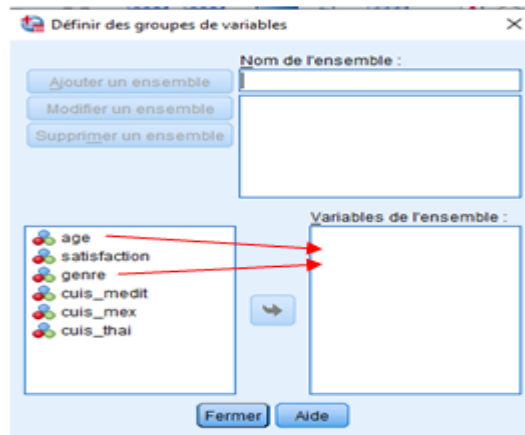 Définir des groupes de variables
Nom de l'ensemble :
Ajouter un ensemble
Modifier un ensemble
Supprimer un ensemble
Variables de l'ensemble :
age
satisfaction
genre
cuis_medit
cuis_mex
cuis_thai
Fermer
Aide